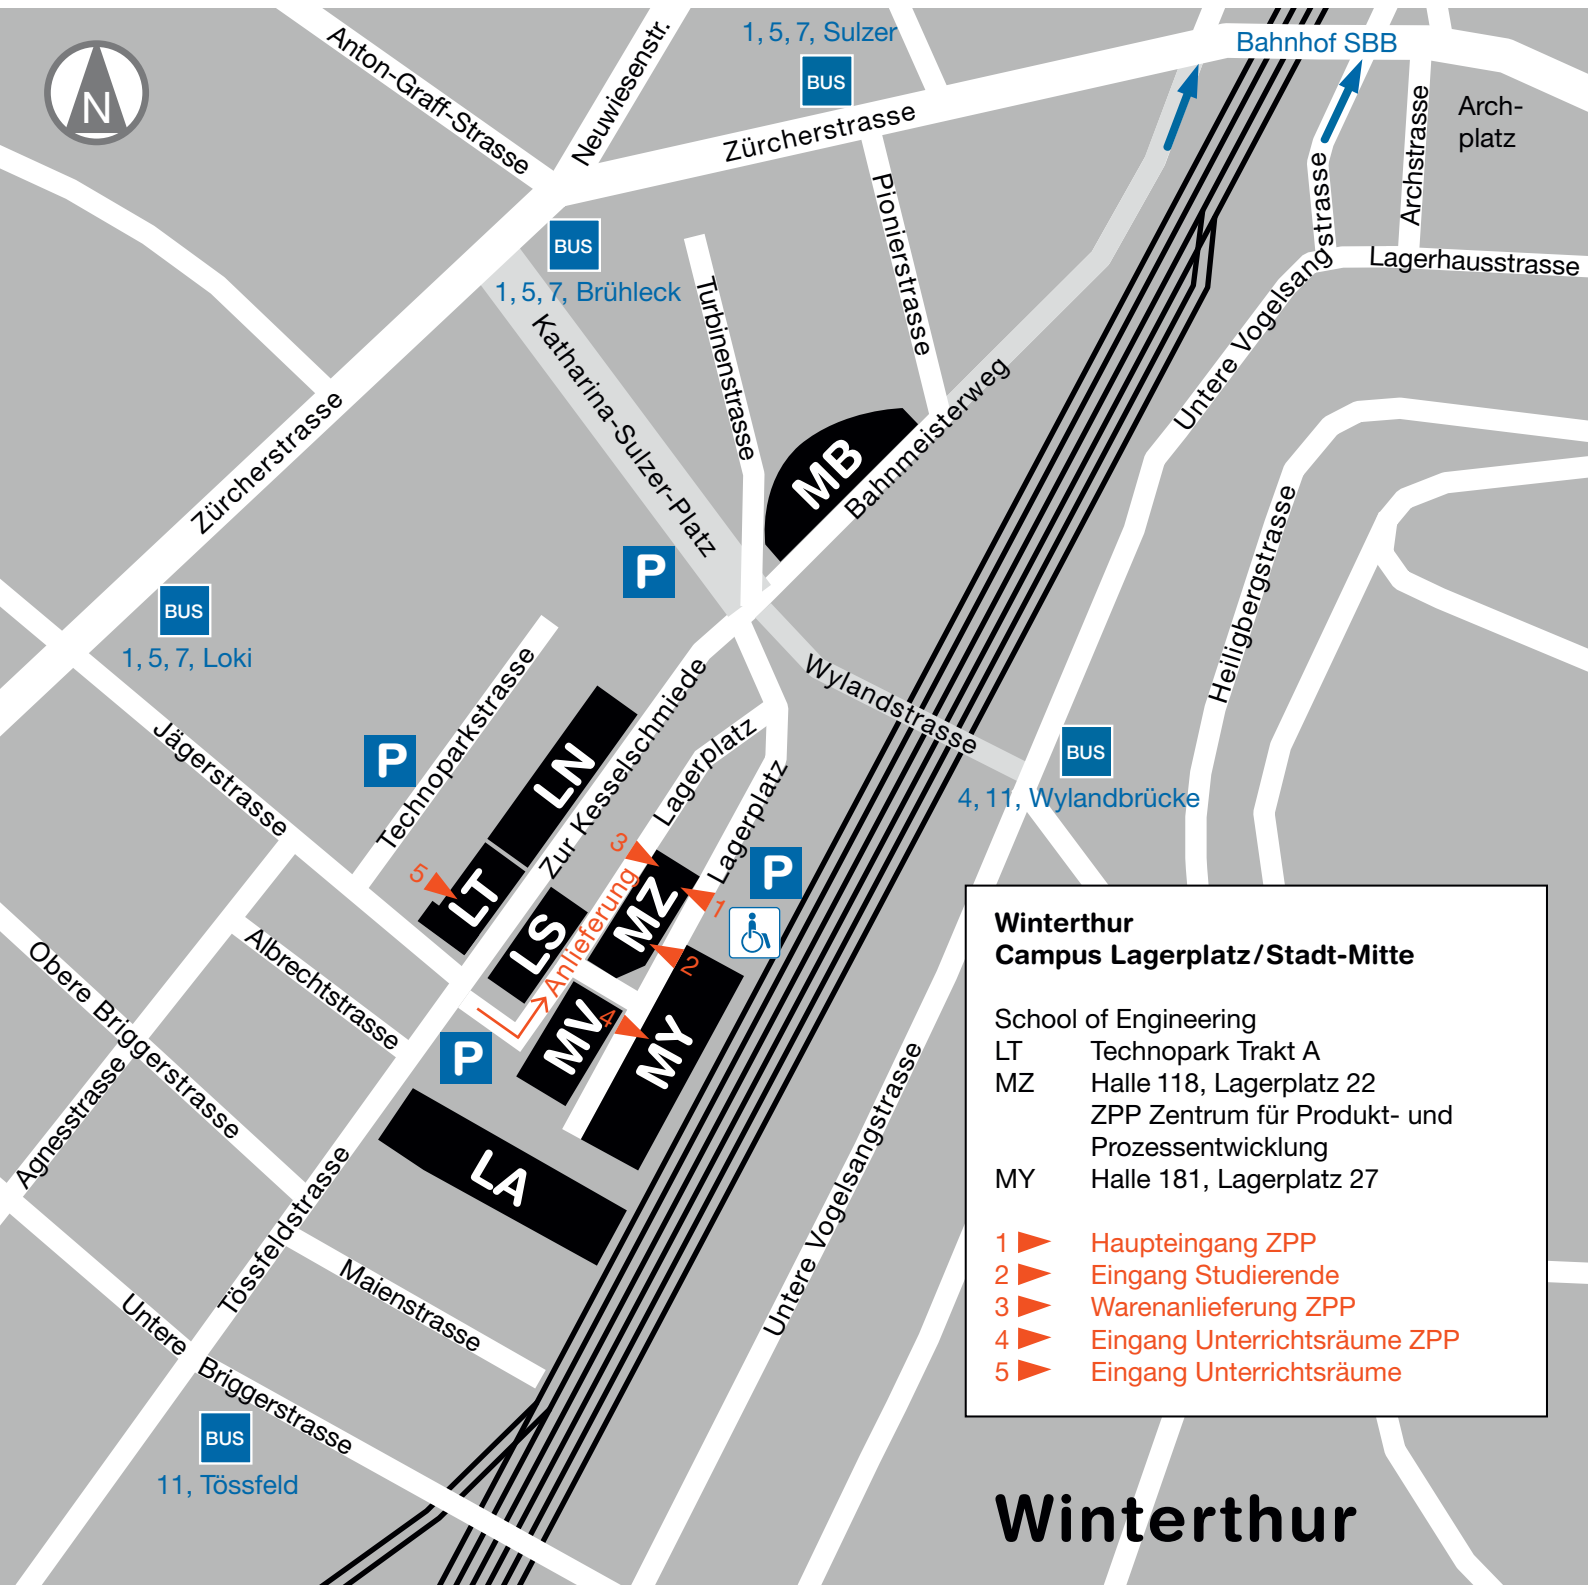 N
Anton-Graff-Strasse
Neuwiesenstr.
1, 5, 7, Sulzer
BUS
Zürcherstrasse
Bahnhof SBB
Arch-
platz
Archstrasse
Lagerhausstrasse
Untere Vogelsangstrasse
Pionierstrasse
BUS
1, 5, 7, Brühleck
Turbinenstrasse
Katharina-Sulzer-Platz
Bahnmeisterweg
MB
Zürcherstrasse
P
BUS
1, 5, 7, Loki
Heiligbergstrasse
Wylandstrasse
BUS
4, 11, Wylandbrücke
Jägerstrasse
P
Technoparkstrasse
LN
Zur Kesselschmiede
Lagerplatz
Lagerplatz
P
5
LT
3
MZ
1
LS
Anlieferung
2
MV
4
MY
P
LA
Albrechtstrasse
Obere Briggerstrasse
Agnesstrasse
Tössfeldstrasse
Maienstrasse
Untere Briggerstrasse
BUS
11, Tössfeld
Untere Vogelsangstrasse
Winterthur
Campus Lagerplatz/Stadt-Mitte
School of Engineering
LT Technopark Trakt A
MZ Halle 118, Lagerplatz 22
ZPP Zentrum für Produkt- und
Prozessentwicklung
MY Halle 181, Lagerplatz 27
1 Haupteingang ZPP
2 Eingang Studierende
3 Warenanlieferung ZPP
4 Eingang Unterrichtsräume ZPP
5 Eingang Unterrichtsräume
Winterthur